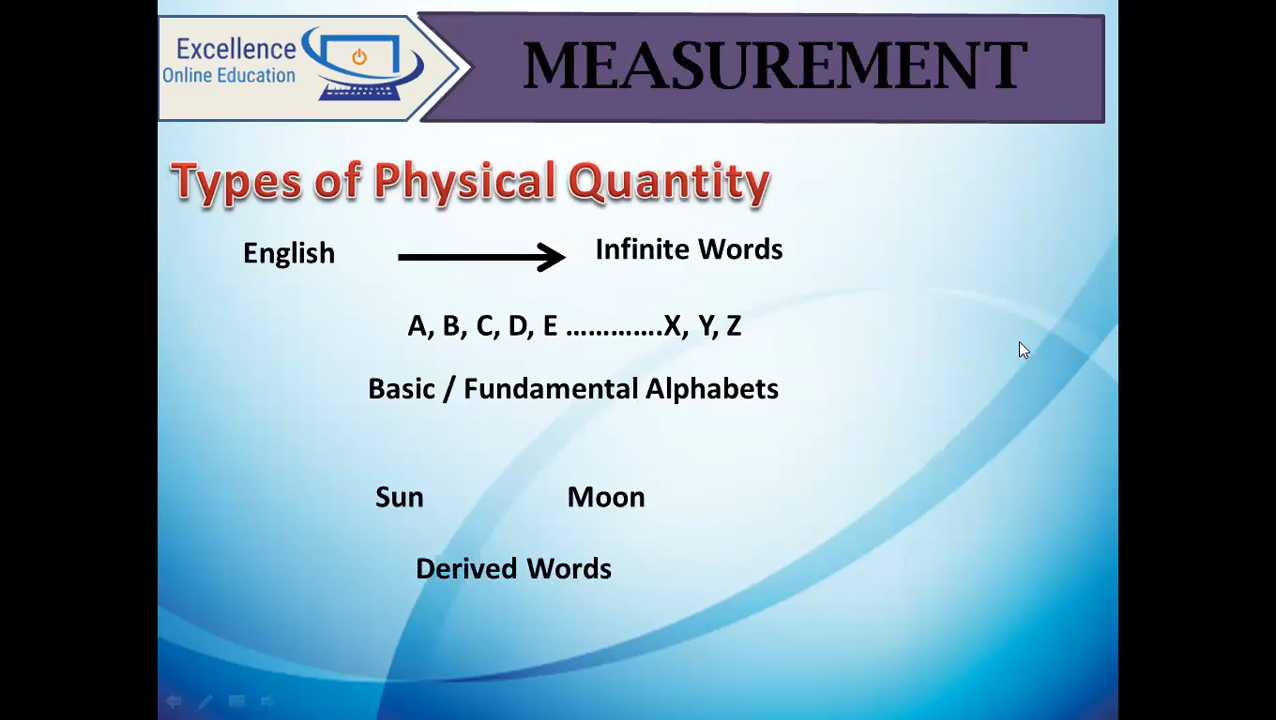 Excellence
Online Education
MEASUREMENT
Types of Physical Quantity
English Infinite Words
A, B, C, D, E .............X, Y, Z
Basic / Fundamental Alphabets
Sun Moon
Derived Words